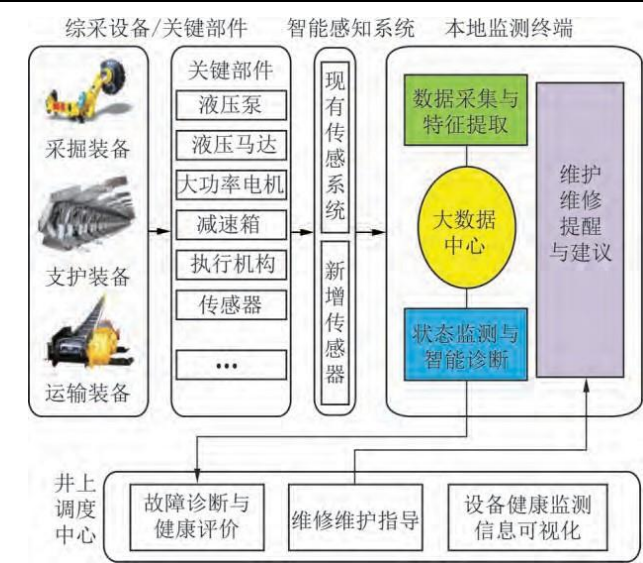 综采设备/关键部件
智能感知系统
本地监测终端
采掘装备
支护装备
运输装备
关键部件
液压泵
液压马达
大功率电机
减速箱
执行机构
传感器
...
现有传感系统
新增传感器
数据采集与
特征提取
大数据
中心
状态监测与
智能诊断
维护
维修
提醒
与建议
井上
调度
中心
故障诊断与
健康评价
维修维护指导
设备健康监测
信息可视化